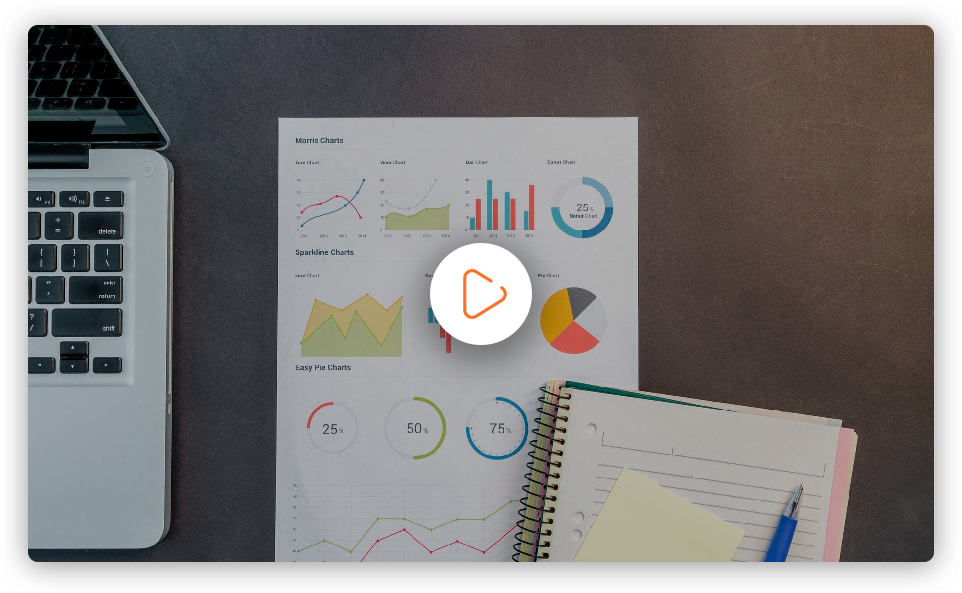 Morris Charts
Line Chart
Area Chart
Bar Chart
Donut Chart
25%
Donut Chart
Sparkline Charts
Line Chart
Pie Chart
Easy Pie Charts
25%
50%
75%
delete
enter
return
shift